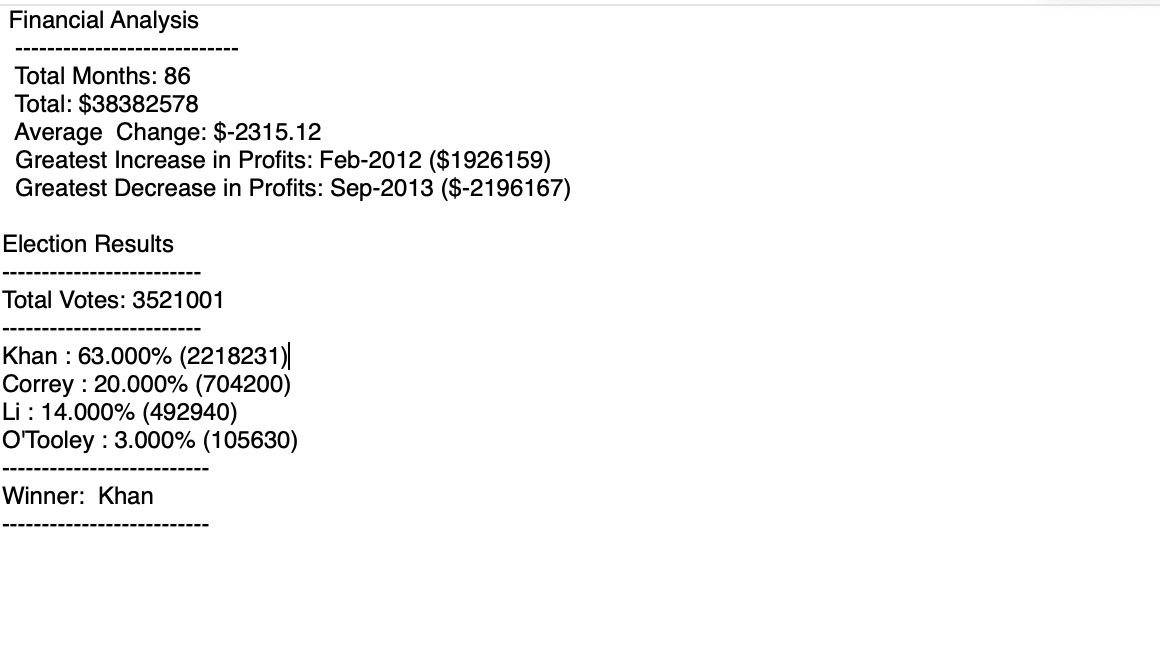 Financial Analysis
----------------------------
Total Months: 86
Total: $38382578
Average  Change: $-2315.12
Greatest Increase in Profits: Feb-2012 ($1926159)
Greatest Decrease in Profits: Sep-2013 ($-2196167)
Election Results
-------------------------
Total Votes: 3521001
-------------------------
Khan : 63.000% (2218231)
Correy : 20.000% (704200)
Li : 14.000% (492940)
O'Tooley : 3.000% (105630)
--------------------------
Winner:  Khan
--------------------------